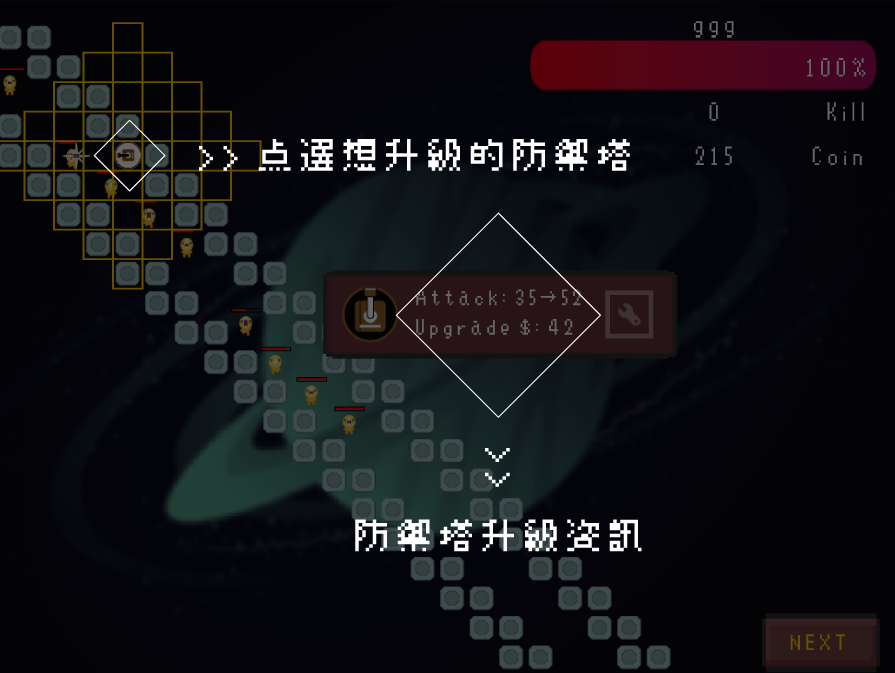 ggg
100%
0 Kill
215 Coin
>> 点選想升級的防禦塔
Attack: 35→52
Upgrade $: 42
防禦塔升級資訊
NEXT